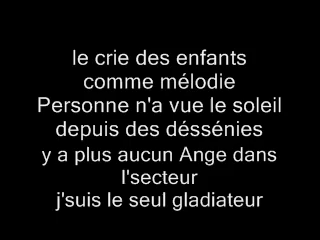 le crie des enfants
comme mélodie
Personne n'a vue le soleil
depuis des déssénies
y a plus aucun Ange dans
l'secteur
j'suis le seul gladiateur